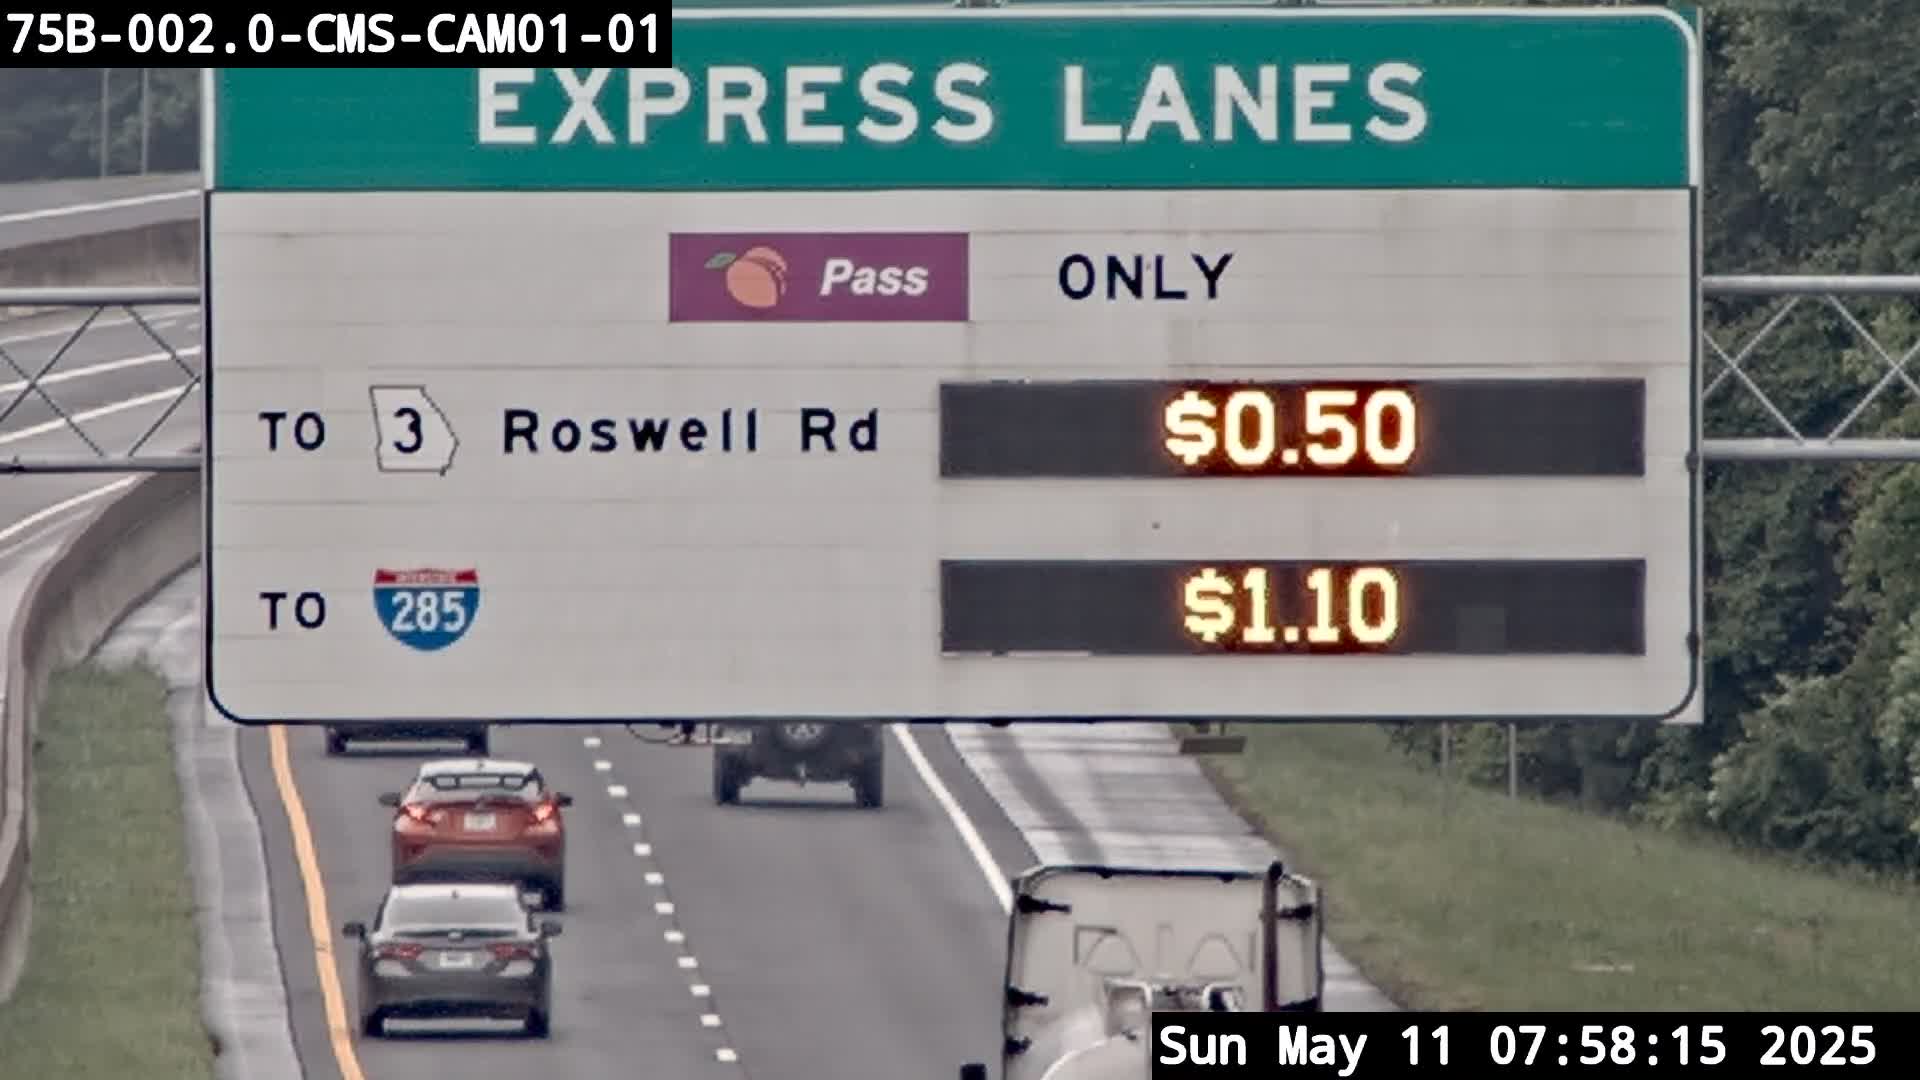 75B-002.0-CMS-CAM01-01
EXPRESS LANES
Pass ONLY
TO 3 Roswell Rd $0.50
TO INTERSTATE 285 $1.10
Sun May 11 07:58:15 2025